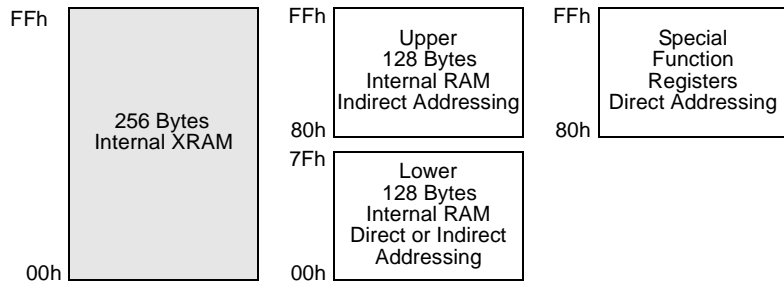 FFh
256 Bytes
Internal XRAM
00h
FFh
Upper
128 Bytes
Internal RAM
Indirect Addressing
80h
7Fh
Lower
128 Bytes
Internal RAM
Direct or Indirect
Addressing
00h
FFh
Special
Function
Registers
Direct Addressing
80h